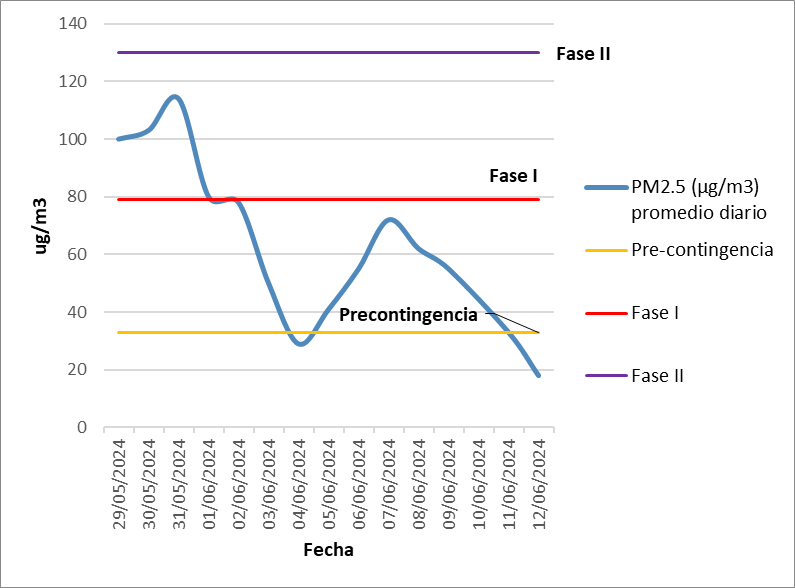 140
120
100
80
60
40
20
0
ug/m3
Fase II
Fase I
Precontingencia
29/05/2024
30/05/2024
31/05/2024
01/06/2024
02/06/2024
03/06/2024
04/06/2024
05/06/2024
06/06/2024
07/06/2024
08/06/2024
09/06/2024
10/06/2024
11/06/2024
12/06/2024
Fecha
PM2.5 (µg/m3)
promedio diario
Pre-contingencia
Fase I
Fase II